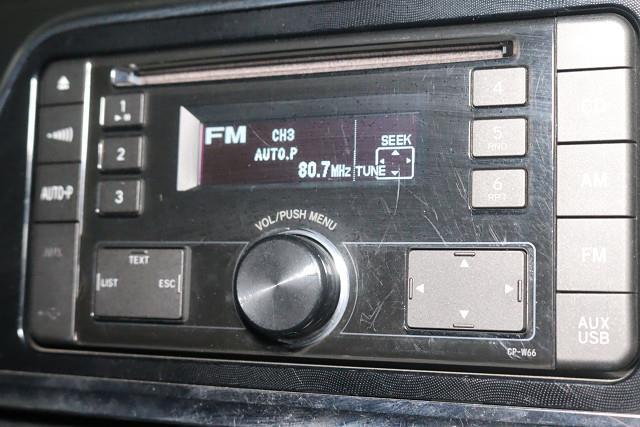 FM CH3 SEEK
AUTO.P
80.7MHz TUNE
1
2
3
4
5
RND
6
RPT
AUTO-P
CD
AM
FM
AUX
USB
VOL/PUSH MENU
TEXT
LIST ESC
CP-W66